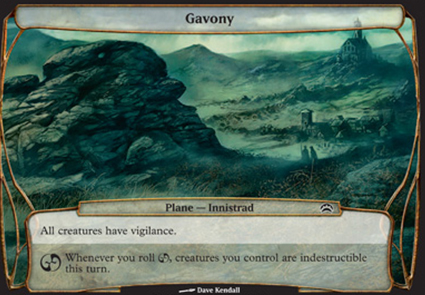 Gavony
Plane — Innistrad
All creatures have vigilance.
Whenever you roll , creatures you control are indestructible
this turn.
Dave Kendall